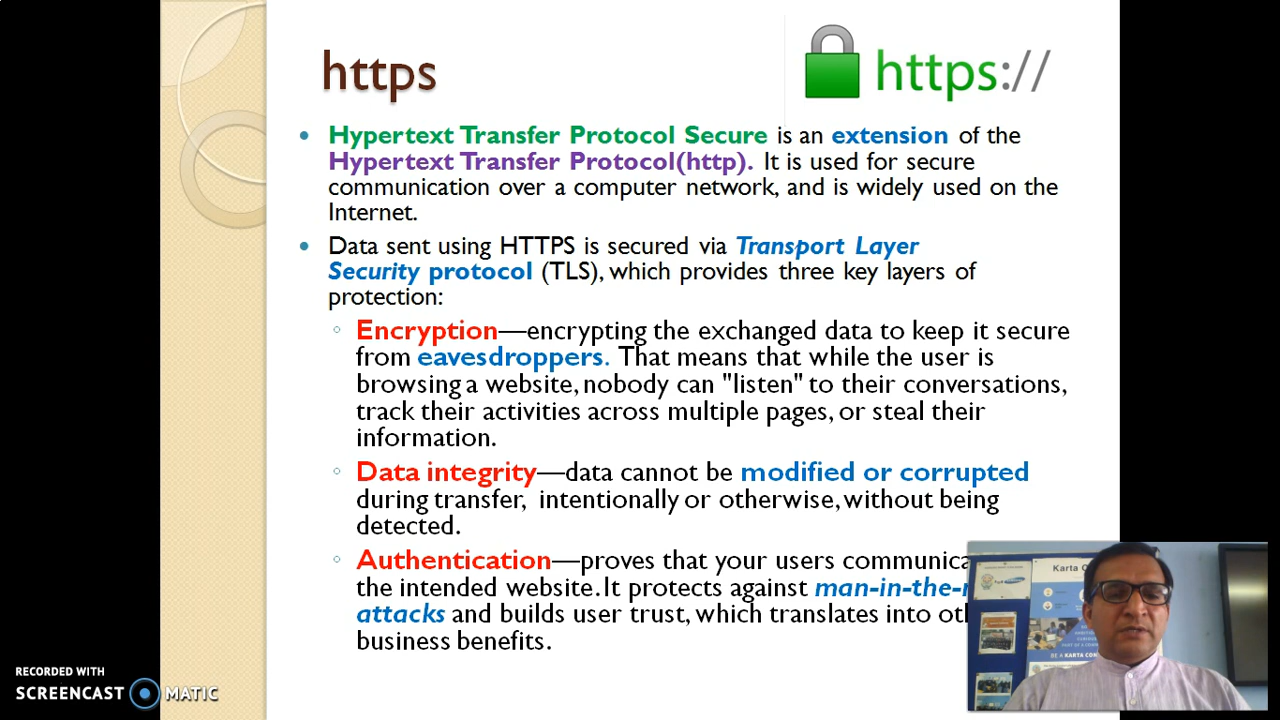 https
https://
Hypertext Transfer Protocol Secure is an extension of the
Hypertext Transfer Protocol(http). It is used for secure
communication over a computer network, and is widely used on the
Internet.
Data sent using HTTPS is secured via Transport Layer
Security protocol (TLS), which provides three key layers of
protection:
Encryption—encrypting the exchanged data to keep it secure
from eavesdroppers. That means that while the user is
browsing a website, nobody can "listen" to their conversations,
track their activities across multiple pages, or steal their
information.
Data integrity—data cannot be modified or corrupted
during transfer, intentionally or otherwise, without being
detected.
Authentication—proves that your users
the intended website. It protects against man-in-the-
attacks and builds user trust, which translates into
business benefits.
Karta
RECORDED WITH
SCREENCAST MATIC